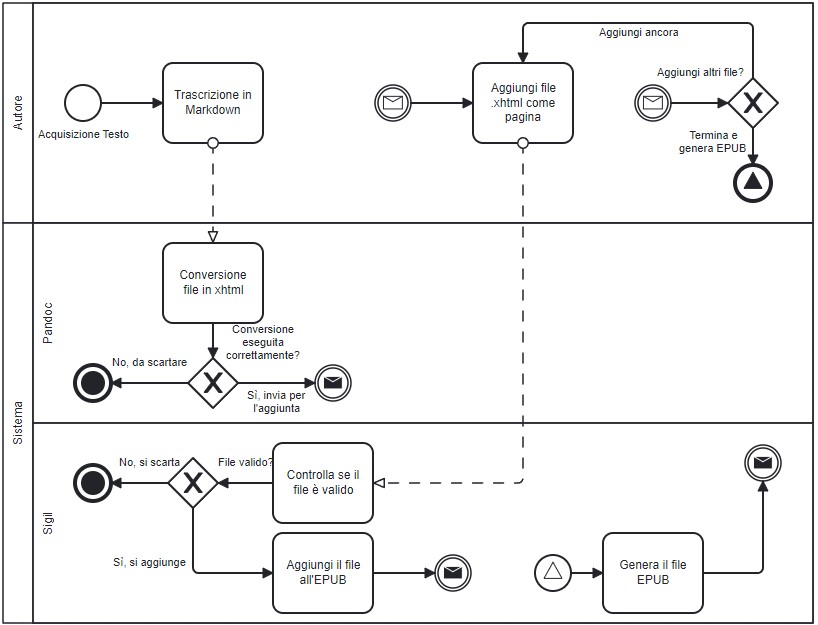 Autore
Acquisizione Testo
Trascrizione in
Markdown
Aggiungi file
.xhtml come
pagina
Aggiungi ancora
Aggiungi altri file?
X
Termina e
genera EPUB
Sistema
Pandoc
Conversione
file in xhtml
Conversione
eseguita
correttamente?
X
No, da scartare
Sì, invia per
l'aggiunta
Sigil
No, si scarta
X
File valido?
Controlla se il
file è valido
Sì, si aggiunge
Aggiungi il file
all'EPUB
Genera il file
EPUB